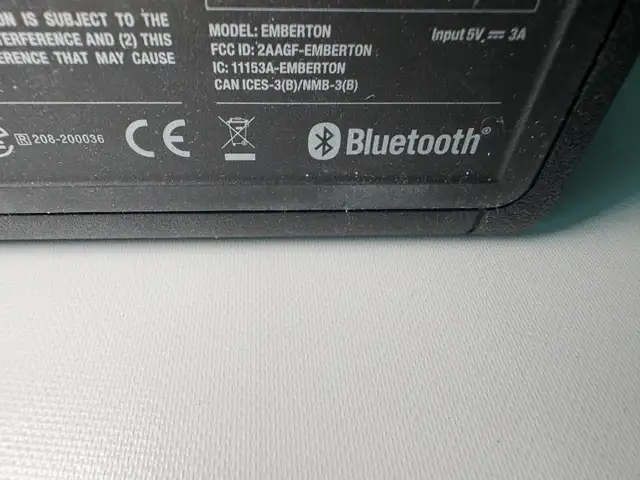 ON IS SUBJECT TO THE
TERFERENCE AND (2) THIS
ERENCE THAT MAY CAUSE
MODEL: EMBERTON
FCC ID: 2AAGF-EMBERTON
IC: 11153A-EMBERTON
CAN ICES-3(B)/NMB-3(B)
Input 5V ⎓ 3A
R 208-200036
CE
Bluetooth®